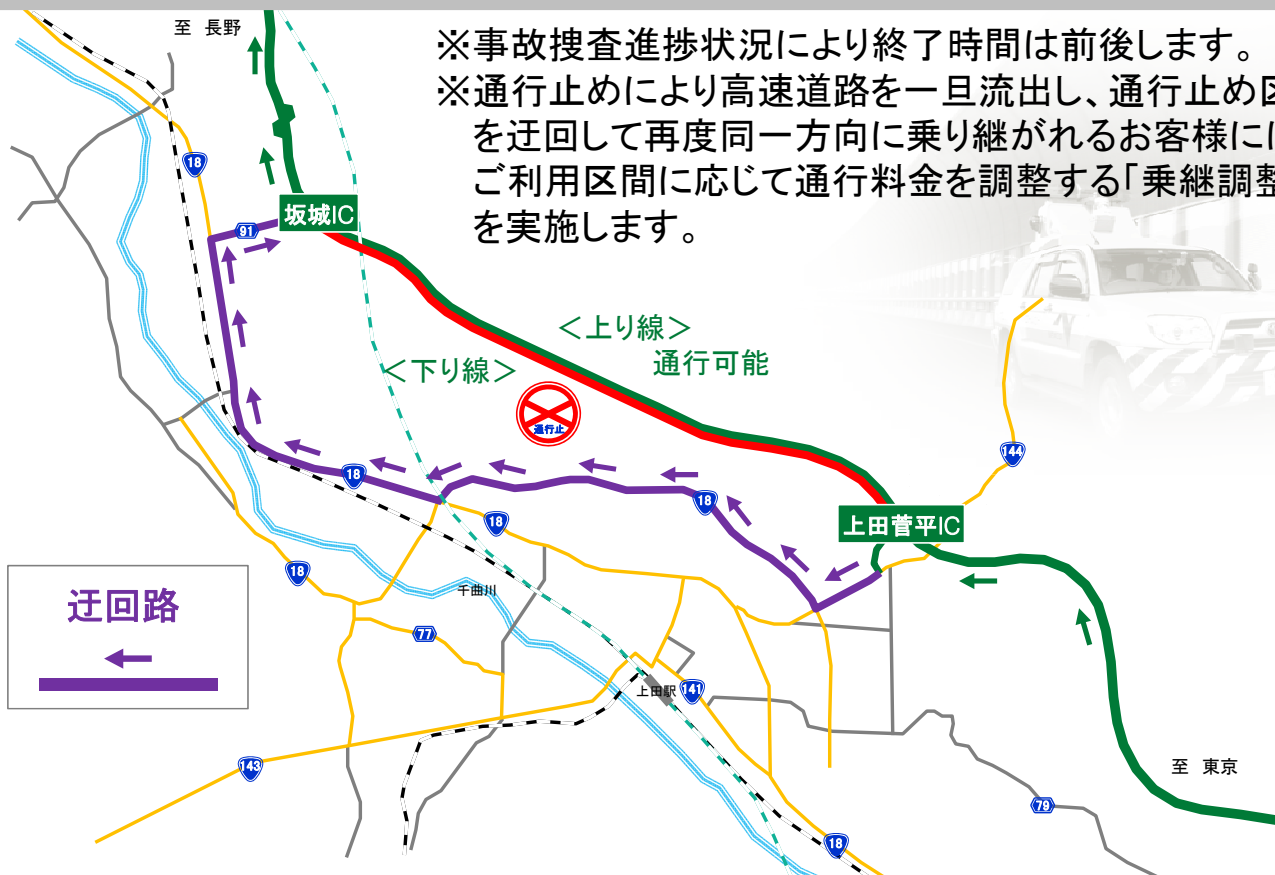 至 長野
※事故捜査進捗状況により終了時間は前後します。
※通行止めにより高速道路を一旦流出し、通行止め区
を迂回して再度同一方向に乗り継がれるお客様に
ご利用区間に応じて通行料金を調整する「乗継調整
を実施します。
18
坂城IC
91
＜上り線＞
通行可能
＜下り線＞
通行止
144
18
18
18
上田菅平IC
18
千曲川
迂回路
77
上田駅
141
143
至 東京
79
18